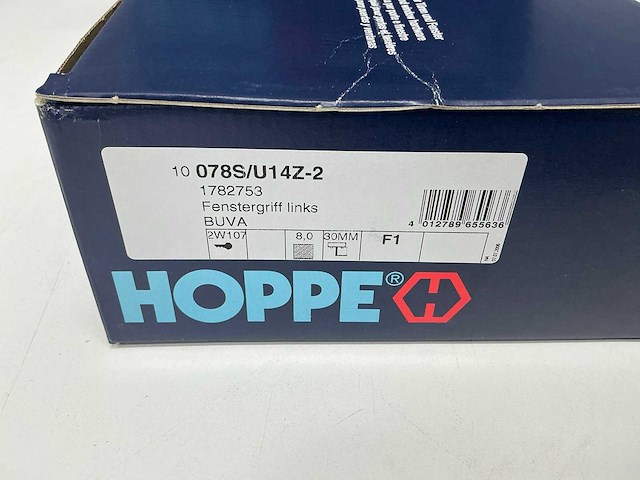 10 078S/U14Z-2
1782753
Fenstergriff links
BUVA
4 012789 655636
2W107 8,0 30MM F1
HOPPE®